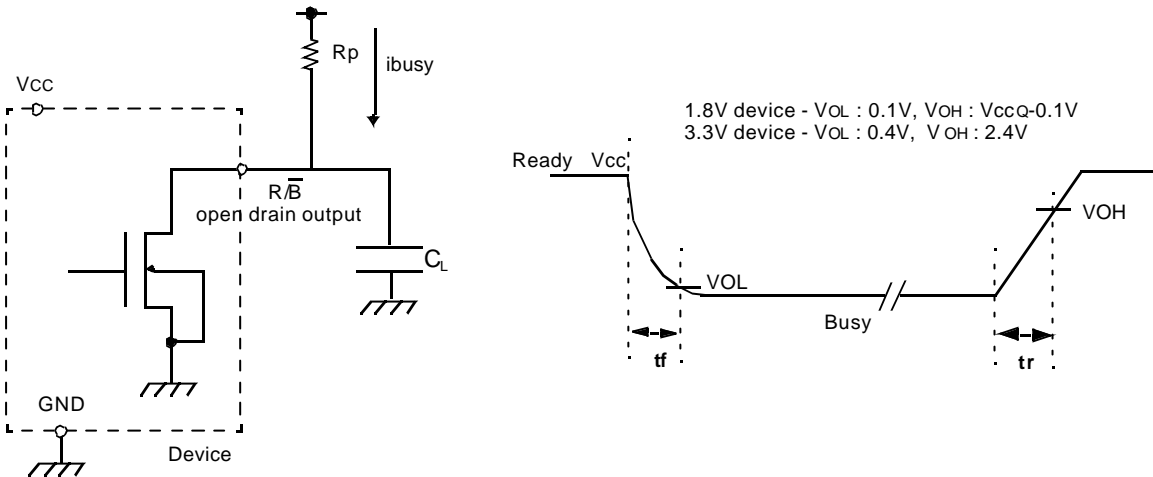 Rp
ibusy
VCC
R/B̅
open drain output
CL
GND
Device
1.8V device - VOL : 0.1V, VOH : VccQ-0.1V
3.3V device - VOL : 0.4V, VOH : 2.4V
Ready Vcc
VOH
VOL
Busy
tf
tr